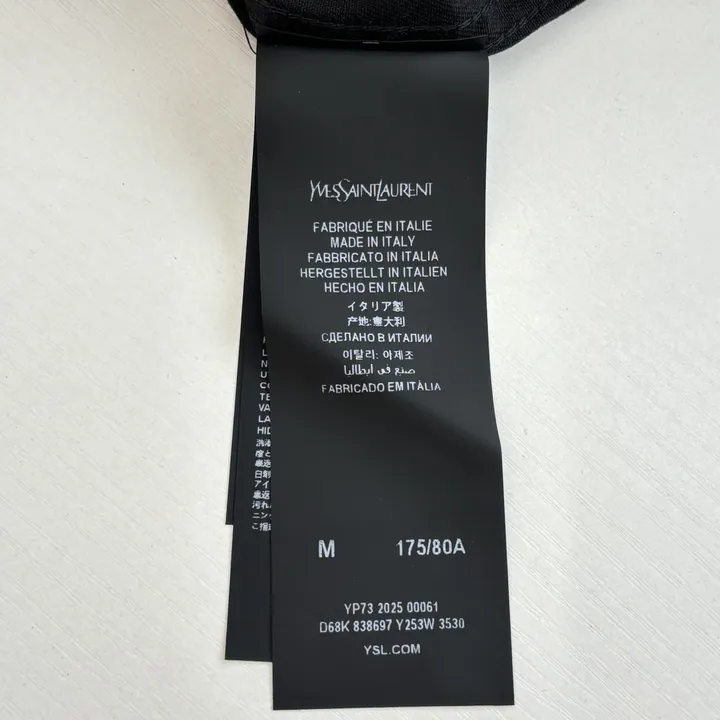 YVESSAINTLAURENT
FABRIQUÉ EN ITALIE
MADE IN ITALY
FABBRICATO IN ITALIA
HERGESTELLT IN ITALIEN
HECHO EN ITALIA
イタリア製
产地:意大利
СДЕЛАНО В ИТАЛИИ
이탈리: 아제조
صنع في ايطاليا
FABRICADO EM ITÀLIA
M 175/80A
YP73 2025 00061
D68K 838697 Y253W 3530
YSL.COM